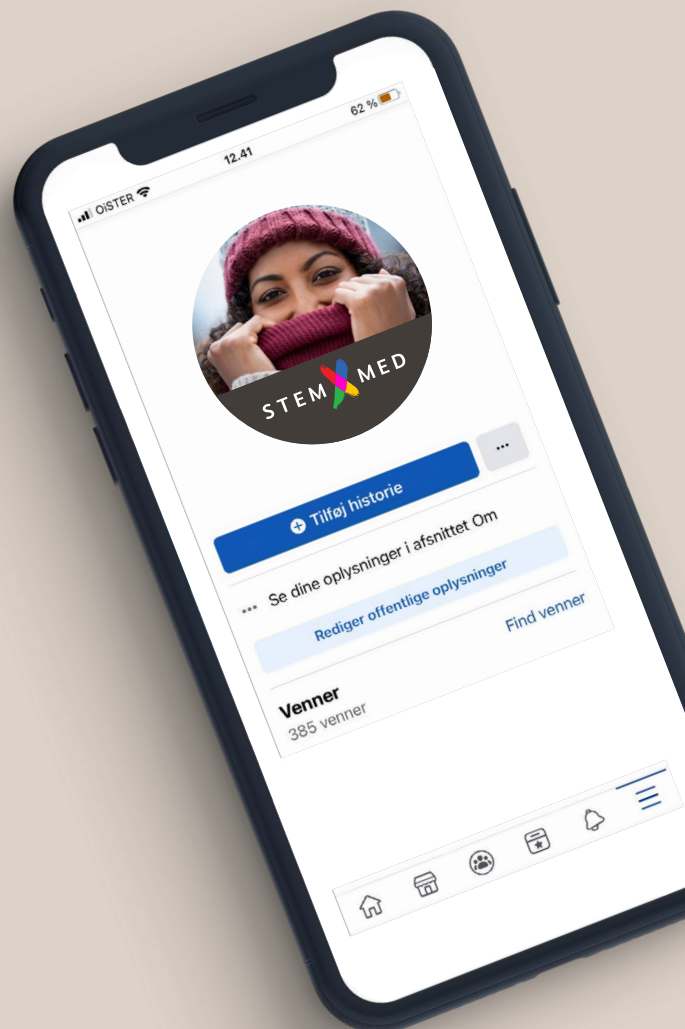 OiSTER
12.41
62 %
STEM MED
Tilføj historie
Se dine oplysninger i afsnittet Om
Rediger offentlige oplysninger
Venner
Find venner
385 venner